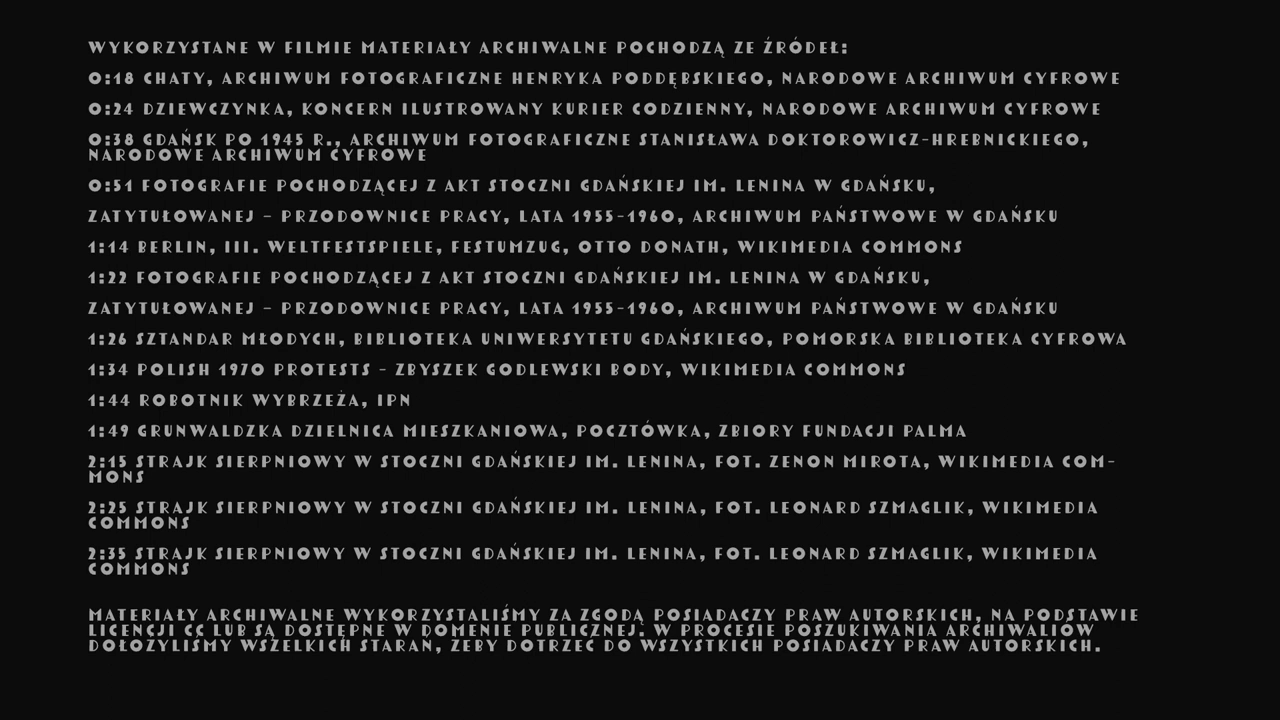 WYKORZYSTANE W FILMIE MATERIAŁY ARCHIWALNE POCHODZĄ ZE ŹRÓDEŁ:
0:18 CHATY, ARCHIWUM FOTOGRAFICZNE HENRYKA PODDĘBSKIEGO, NARODOWE ARCHIWUM CYFROWE
0:24 DZIEWCZYNKA, KONCERN ILUSTROWANY KURIER CODZIENNY, NARODOWE ARCHIWUM CYFROWE
0:38 GDAŃSK PO 1945 R., ARCHIWUM FOTOGRAFICZNE STANISŁAWA DOKTOROWICZ-HREBNICKIEGO,
NARODOWE ARCHIWUM CYFROWE
0:51 FOTOGRAFIE POCHODZĄCEJ Z AKT STOCZNI GDAŃSKIEJ IM. LENINA W GDAŃSKU,
ZATYTUŁOWANEJ – PRZODOWNICE PRACY, LATA 1955-1960, ARCHIWUM PAŃSTWOWE W GDAŃSKU
1:14 BERLIN, III. WELTFESTSPIELE, FESTUMZUG, OTTO DONATH, WIKIMEDIA COMMONS
1:22 FOTOGRAFIE POCHODZĄCEJ Z AKT STOCZNI GDAŃSKIEJ IM. LENINA W GDAŃSKU,
ZATYTUŁOWANEJ – PRZODOWNICE PRACY, LATA 1955-1960, ARCHIWUM PAŃSTWOWE W GDAŃSKU
1:26 SZTANDAR MŁODYCH, BIBLIOTEKA UNIWERSYTETU GDAŃSKIEGO, POMORSKA BIBLIOTEKA CYFROWA
1:34 POLISH 1970 PROTESTS - ZBYSZEK GODLEWSKI BODY, WIKIMEDIA COMMONS
1:44 ROBOTNIK WYBRZEŻA, IPN
1:49 GRUNWALDZKA DZIELNICA MIESZKANIOWA, POCZTÓWKA, ZBIORY FUNDACJI PALMA
2:15 STRAJK SIERPNIOWY W STOCZNI GDAŃSKIEJ IM. LENINA, FOT. ZENON MIROTA, WIKIMEDIA COM-
MONS
2:25 STRAJK SIERPNIOWY W STOCZNI GDAŃSKIEJ IM. LENINA, FOT. LEONARD SZMAGLIK, WIKIMEDIA
COMMONS
2:35 STRAJK SIERPNIOWY W STOCZNI GDAŃSKIEJ IM. LENINA, FOT. LEONARD SZMAGLIK, WIKIMEDIA
COMMONS
MATERIAŁY ARCHIWALNE WYKORZYSTALIŚMY ZA ZGODĄ POSIADACZY PRAW AUTORSKICH, NA PODSTAWIE
LICENCJI CC LUB SĄ DOSTĘPNE W DOMENIE PUBLICZNEJ. W PROCESIE POSZUKIWANIA ARCHIWALIÓW
DOŁOŻYLIŚMY WSZELKICH STARAŃ, ŻEBY DOTRZEĆ DO WSZYSTKICH POSIADACZY PRAW AUTORSKICH.